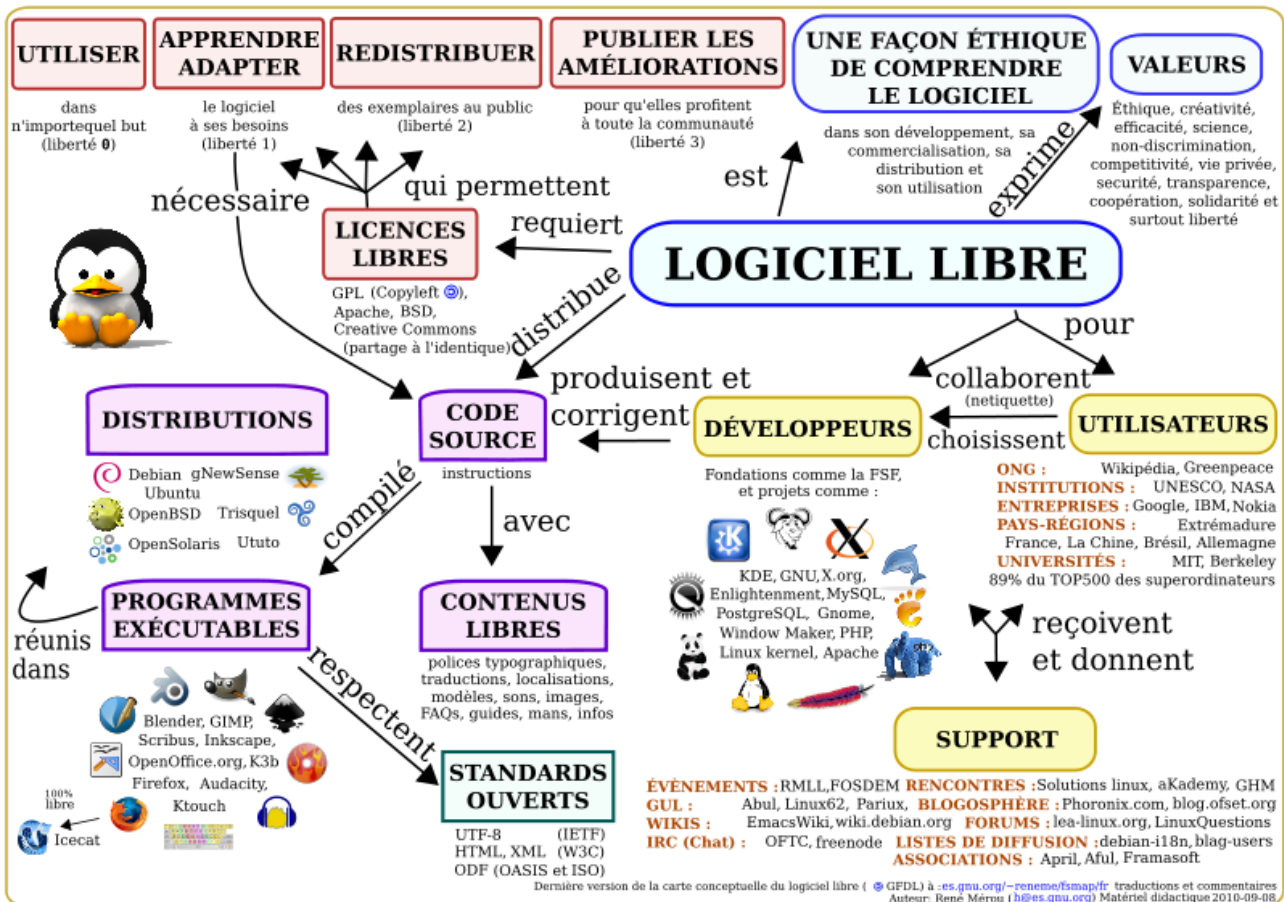 UTILISER
dans
n'importequel but
(liberté 0)
APPRENDRE
ADAPTER
le logiciel
à ses besoins
(liberté 1)
REDISTRIBUER
des exemplaires au public
(liberté 2)
PUBLIER LES
AMÉLIORATIONS
pour qu'elles profitent
à toute la communauté
(liberté 3)
UNE FAÇON ÉTHIQUE
DE COMPRENDRE
LE LOGICIEL
dans son développement, sa
commercialisation, sa
distribution et
son utilisation
VALEURS
Éthique, créativité,
efficacité, science,
non-discrimination,
competitivité, vie privée,
securité, transparence,
coopération, solidarité et
surtout liberté
est
exprime
nécessaire
qui permettent
requiert
LICENCES
LIBRES
GPL (Copyleft),
Apache, BSD,
Creative Commons
(partage à l'identique)
LOGICIEL LIBRE
distribue
pour
produisent et
corrigent
collaborent
(netiquette)
choisissent
DISTRIBUTIONS
Debian gNewSense
Ubuntu
OpenBSD Trisquel
OpenSolaris Ututo
CODE
SOURCE
instructions
compilé
avec
DÉVELOPPEURS
Fondations comme la FSF,
et projets comme :
KDE, GNU, X.org,
Enlightenment, MySQL,
PostgreSQL, Gnome,
Window Maker, PHP,
Linux kernel, Apache
UTILISATEURS
ONG : Wikipédia, Greenpeace
INSTITUTIONS : UNESCO, NASA
ENTREPRISES : Google, IBM, Nokia
PAYS-RÉGIONS : Extrémadure
France, La Chine, Brésil, Allemagne
UNIVERSITÉS : MIT, Berkeley
89% du TOP500 des superordinateurs
reçoivent
et donnent
PROGRAMMES
EXÉCUTABLES
réunis
dans
respectent
Blender, GIMP,
Scribus, Inkscape,
OpenOffice.org, K3b
Firefox, Audacity,
Ktouch
100%
libre
Icecat
CONTENUS
LIBRES
polices typographiques,
traductions, localisations,
modèles, sons, images,
FAQs, guides, mans, infos
STANDARDS
OUVERTS
UTF-8 (IETF)
HTML, XML (W3C)
ODF (OASIS et ISO)
SUPPORT
ÉVÈNEMENTS : RMLL,FOSDEM RENCONTRES : Solutions linux, aKademy, GHM
GUL : Abul, Linux62, Pariux, BLOGOSPHÈRE : Phoronix.com, blog.ofset.org
WIKIS : EmacsWiki, wiki.debian.org FORUMS : lea-linux.org, LinuxQuestions
IRC (Chat) : OFTC, freenode LISTES DE DIFFUSION : debian-i18n, blag-users
ASSOCIATIONS : April, Aful, Framasoft
Dernière version de la carte conceptuelle du logiciel libre ( GFDL) à :es.gnu.org/~reneme/fsmap/fr traductions et commentaires
Auteur: René Mérou (h@es.gnu.org) Matériel didactique 2010-09-08